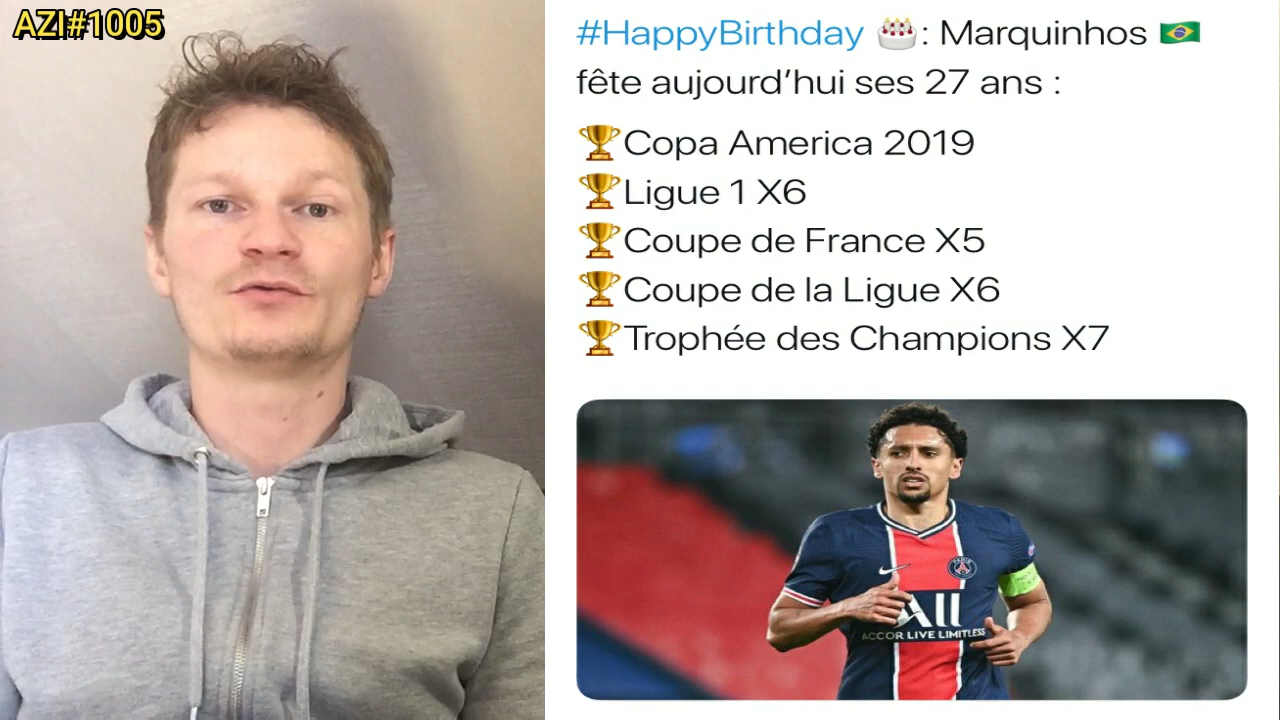 AZI#1005
#HappyBirthday 🎂: Marquinhos 🇧🇷
fête aujourd’hui ses 27 ans :
🏆Copa America 2019
🏆Ligue 1 X6
🏆Coupe de France X5
🏆Coupe de la Ligue X6
🏆Trophée des Champions X7
PARIS
All
ACCOR LIVE LIMITLESS